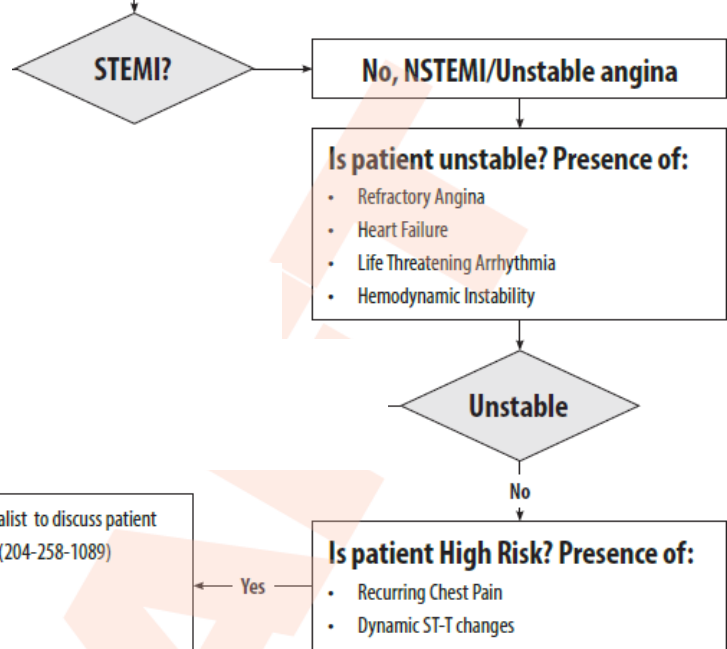 STEMI?
No, NSTEMI/Unstable angina
Is patient unstable? Presence of:
• Refractory Angina
• Heart Failure
• Life Threatening Arrhythmia
• Hemodynamic Instability
Unstable
No
alist to discuss patient
(204-258-1089)
Yes
Is patient High Risk? Presence of:
• Recurring Chest Pain
• Dynamic ST-T changes